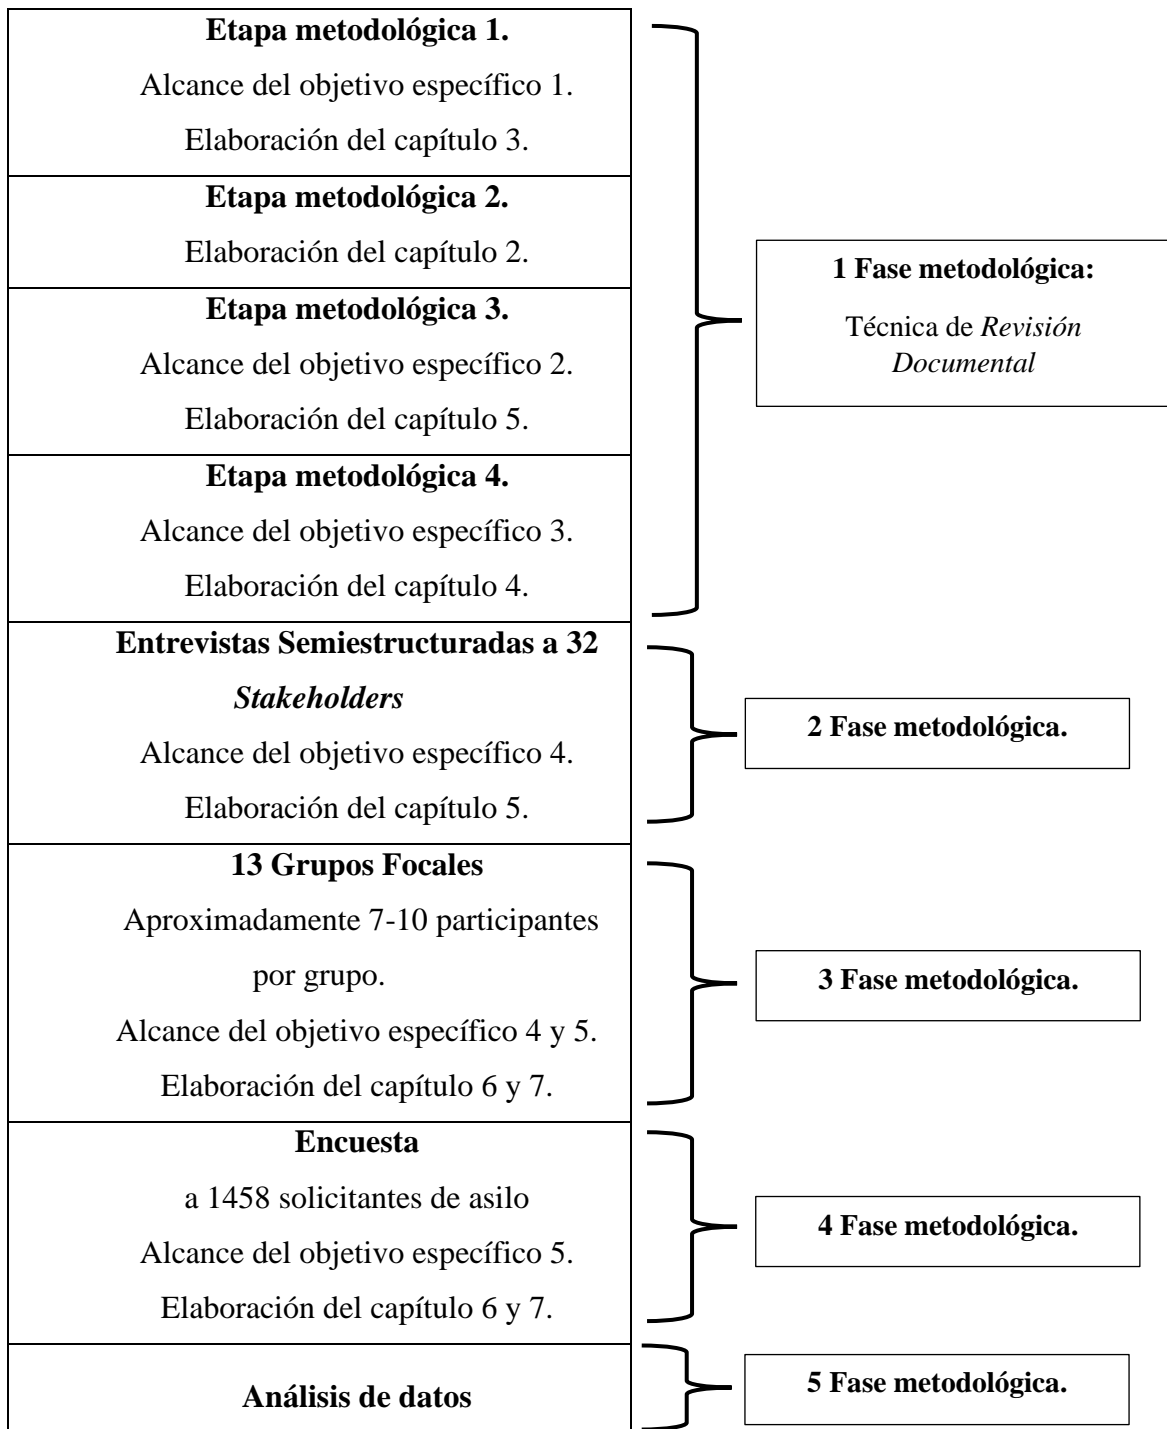 Etapa metodológica 1.
Alcance del objetivo específico 1.
Elaboración del capítulo 3.
Etapa metodológica 2.
Elaboración del capítulo 2.
Etapa metodológica 3.
Alcance del objetivo específico 2.
Elaboración del capítulo 5.
Etapa metodológica 4.
Alcance del objetivo específico 3.
Elaboración del capítulo 4.
1 Fase metodológica:
Técnica de Revisión
Documental
Entrevistas Semiestructuradas a 32
Stakeholders
Alcance del objetivo específico 4.
Elaboración del capítulo 5.
2 Fase metodológica.
13 Grupos Focales
Aproximadamente 7-10 participantes
por grupo.
Alcance del objetivo específico 4 y 5.
Elaboración del capítulo 6 y 7.
3 Fase metodológica.
Encuesta
a 1458 solicitantes de asilo
Alcance del objetivo específico 5.
Elaboración del capítulo 6 y 7.
4 Fase metodológica.
Análisis de datos
5 Fase metodológica.